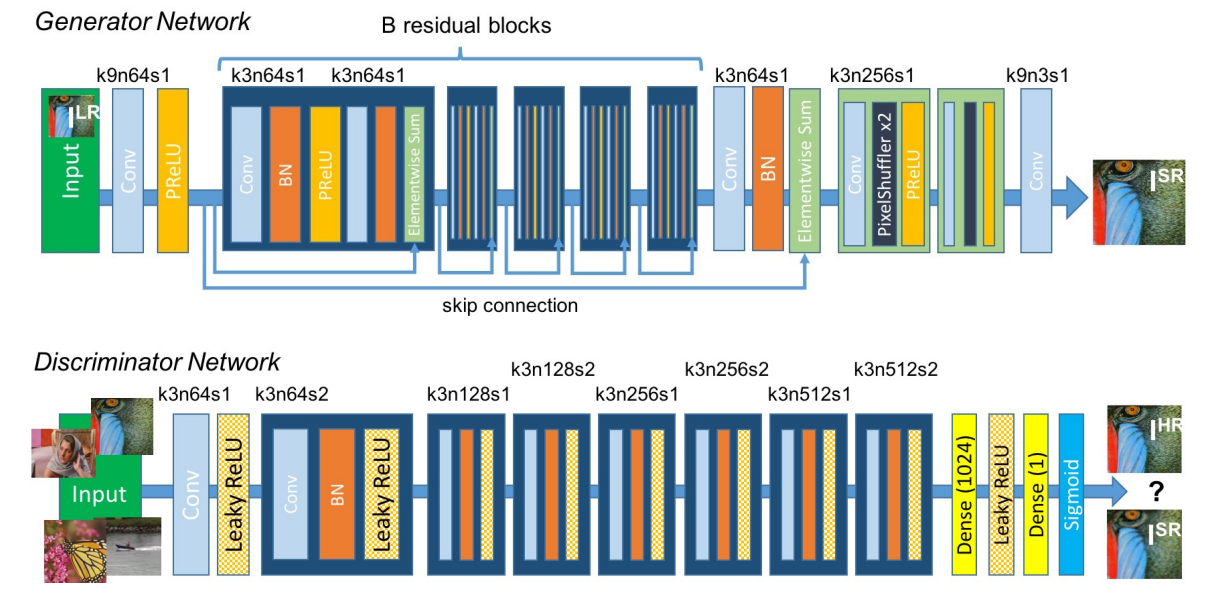 Generator Network
B residual blocks
k9n64s1
k3n64s1
k3n64s1
k3n64s1
k3n256s1
k9n3s1
I LR
Input
Conv
PReLU
Conv
BN
PReLU
Elementwise Sum
Conv
BN
Elementwise Sum
Conv
PixelShuffler x2
PReLU
Conv
I SR
skip connection
Discriminator Network
k3n64s1
k3n64s2
k3n128s1
k3n128s2
k3n256s1
k3n256s2
k3n512s1
k3n512s2
Input
Conv
Leaky ReLU
Conv
BN
Leaky ReLU
Dense (1024)
Leaky ReLU
Dense (1)
Sigmoid
I HR
?
I SR